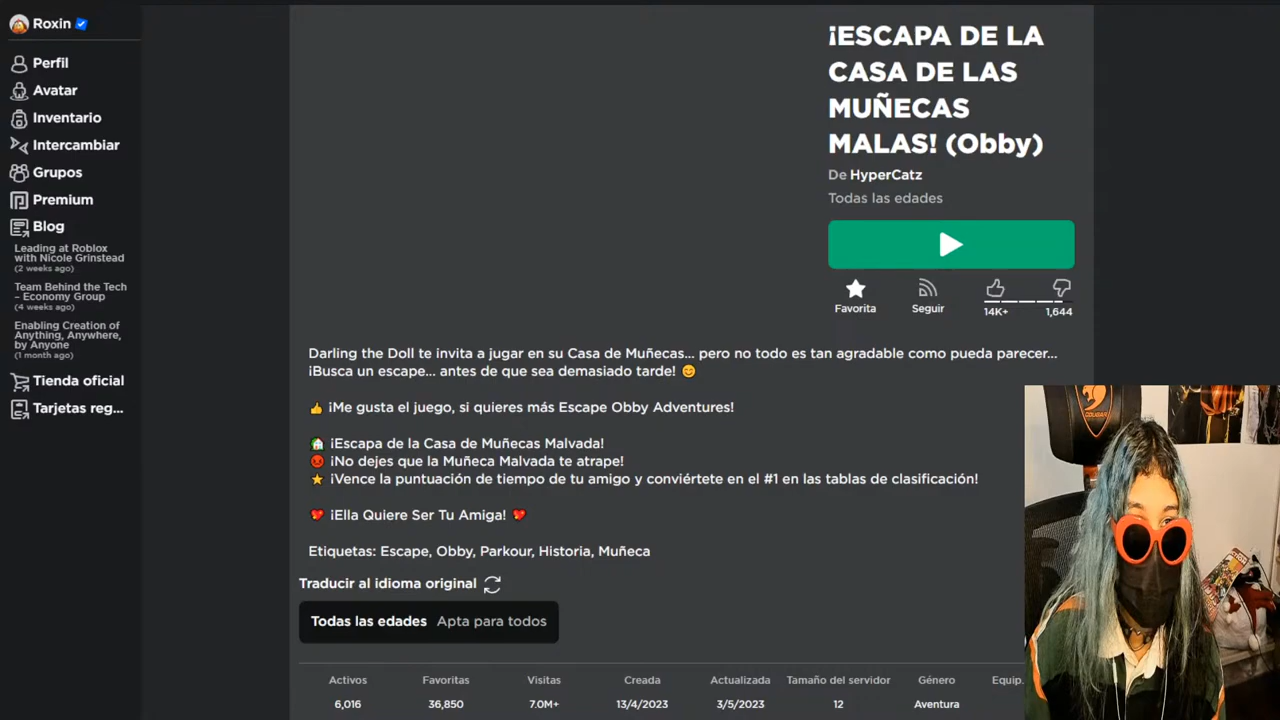 Roxin
Perfil
Avatar
Inventario
Intercambiar
Grupos
Premium
Blog
Leading at Roblox
with Nicole Grinstead
(2 weeks ago)
Team Behind the Tech
– Economy Group
(4 weeks ago)
Enabling Creation of
Anything, Anywhere,
by Anyone
(1 month ago)
Tienda oficial
Tarjetas reg...
¡ESCAPA DE LA
CASA DE LAS
MUÑECAS
MALAS! (Obby)
De HyperCatz
Todas las edades
Favorita
Seguir
14K+
1,644
Darling the Doll te invita a jugar en su Casa de Muñecas... pero no todo es tan agradable como pueda parecer...
¡Busca un escape... antes de que sea demasiado tarde! 😊
👍 ¡Me gusta el juego, si quieres más Escape Obby Adventures!
🏠 ¡Escapa de la Casa de Muñecas Malvada!
😡 ¡No dejes que la Muñeca Malvada te atrape!
⭐ ¡Vence la puntuación de tiempo de tu amigo y conviértete en el #1 en las tablas de clasificación!
💖 ¡Ella Quiere Ser Tu Amiga! 💖
Etiquetas: Escape, Obby, Parkour, Historia, Muñeca
Traducir al idioma original
Todas las edades Apta para todos
Activos Favoritas Visitas Creada Actualizada Tamaño del servidor Género Equip.
6,016 36,850 7.0M+ 13/4/2023 3/5/2023 12 Aventura
COUGAR